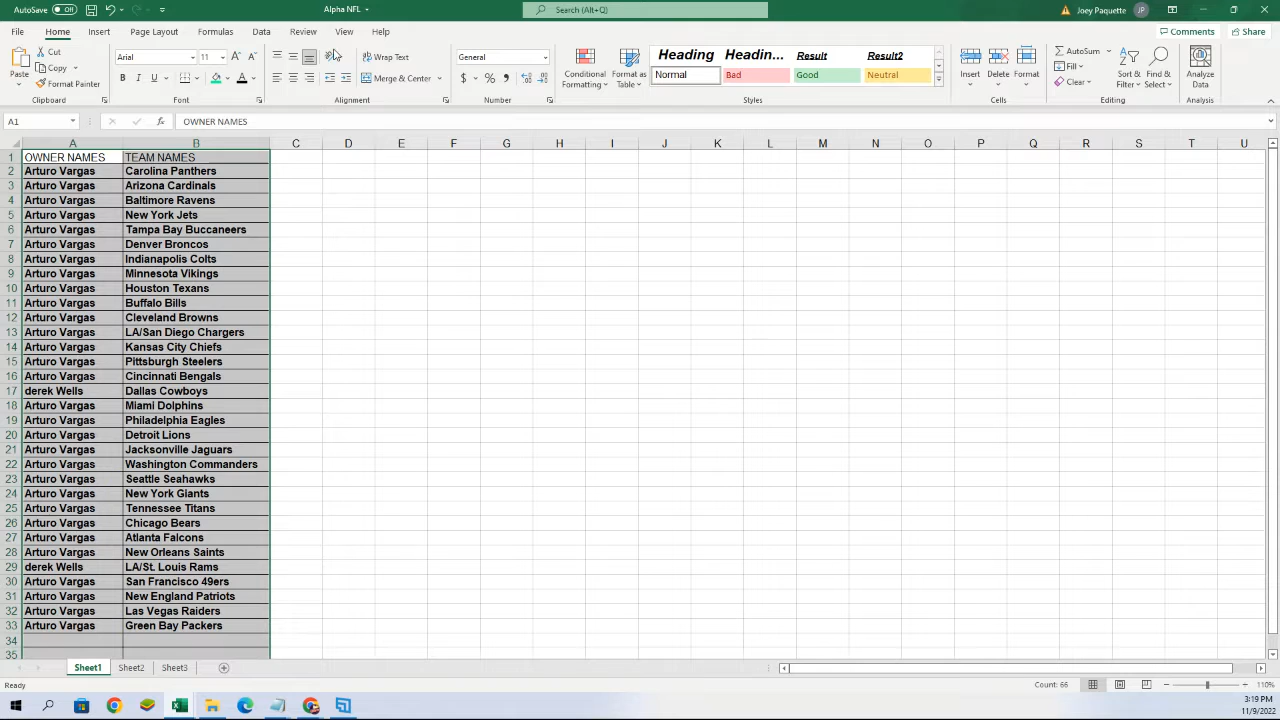 AutoSave Off Alpha NFL Search (Alt+Q) Joey Paquette JP
File Home Insert Page Layout Formulas Data Review View Help Comments Share
Paste Cut Copy Format Painter Clipboard
Arial 11 B I U A Font
Wrap Text Merge & Center Alignment
General $ % , Number
Conditional Formatting Format as Table Heading Headin... Result Result2 Normal Bad Good Neutral Styles
Insert Delete Format Cells
AutoSum Fill Clear Sort & Filter Find & Select Editing
Analyze Data Analysis
A1 fx OWNER NAMES
A B C D E F G H I J K L M N O P Q R S T U
1 OWNER NAMES TEAM NAMES
2 Arturo Vargas Carolina Panthers
3 Arturo Vargas Arizona Cardinals
4 Arturo Vargas Baltimore Ravens
5 Arturo Vargas New York Jets
6 Arturo Vargas Tampa Bay Buccaneers
7 Arturo Vargas Denver Broncos
8 Arturo Vargas Indianapolis Colts
9 Arturo Vargas Minnesota Vikings
10 Arturo Vargas Houston Texans
11 Arturo Vargas Buffalo Bills
12 Arturo Vargas Cleveland Browns
13 Arturo Vargas LA/San Diego Chargers
14 Arturo Vargas Kansas City Chiefs
15 Arturo Vargas Pittsburgh Steelers
16 Arturo Vargas Cincinnati Bengals
17 derek Wells Dallas Cowboys
18 Arturo Vargas Miami Dolphins
19 Arturo Vargas Philadelphia Eagles
20 Arturo Vargas Detroit Lions
21 Arturo Vargas Jacksonville Jaguars
22 Arturo Vargas Washington Commanders
23 Arturo Vargas Seattle Seahawks
24 Arturo Vargas New York Giants
25 Arturo Vargas Tennessee Titans
26 Arturo Vargas Chicago Bears
27 Arturo Vargas Atlanta Falcons
28 Arturo Vargas New Orleans Saints
29 derek Wells LA/St. Louis Rams
30 Arturo Vargas San Francisco 49ers
31 Arturo Vargas New England Patriots
32 Arturo Vargas Las Vegas Raiders
33 Arturo Vargas Green Bay Packers
34
35
Sheet1 Sheet2 Sheet3
Ready Count: 66 110%
3:19 PM
11/9/2022